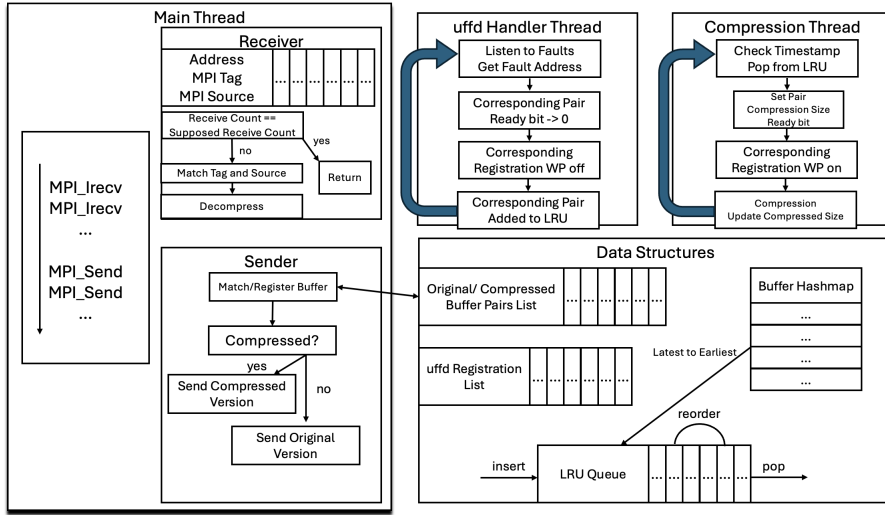 Main Thread
Receiver
Address
MPI Tag
MPI Source
... ... ... ... ... ...
Receive Count ==
Supposed Receive Count
yes
no
Match Tag and Source
Return
Decompress
MPI_Irecv
MPI_Irecv
...
MPI_Send
MPI_Send
...
Sender
Match/Register Buffer
Compressed?
yes
no
Send Compressed
Version
Send Original
Version
uffd Handler Thread
Listen to Faults
Get Fault Address
Corresponding Pair
Ready bit -> 0
Corresponding
Registration WP off
Corresponding Pair
Added to LRU
Compression Thread
Check Timestamp
Pop from LRU
Set Pair
Compression Size
Ready bit
Corresponding
Registration WP on
Compression
Update Compressed Size
Data Structures
Original/ Compressed
Buffer Pairs List
... ... ... ... ... ...
Buffer Hashmap
...
...
...
...
uffd Registration
List
... ... ... ... ... ...
Latest to Earliest
reorder
insert
LRU Queue
... ... ... ... ... ...
pop